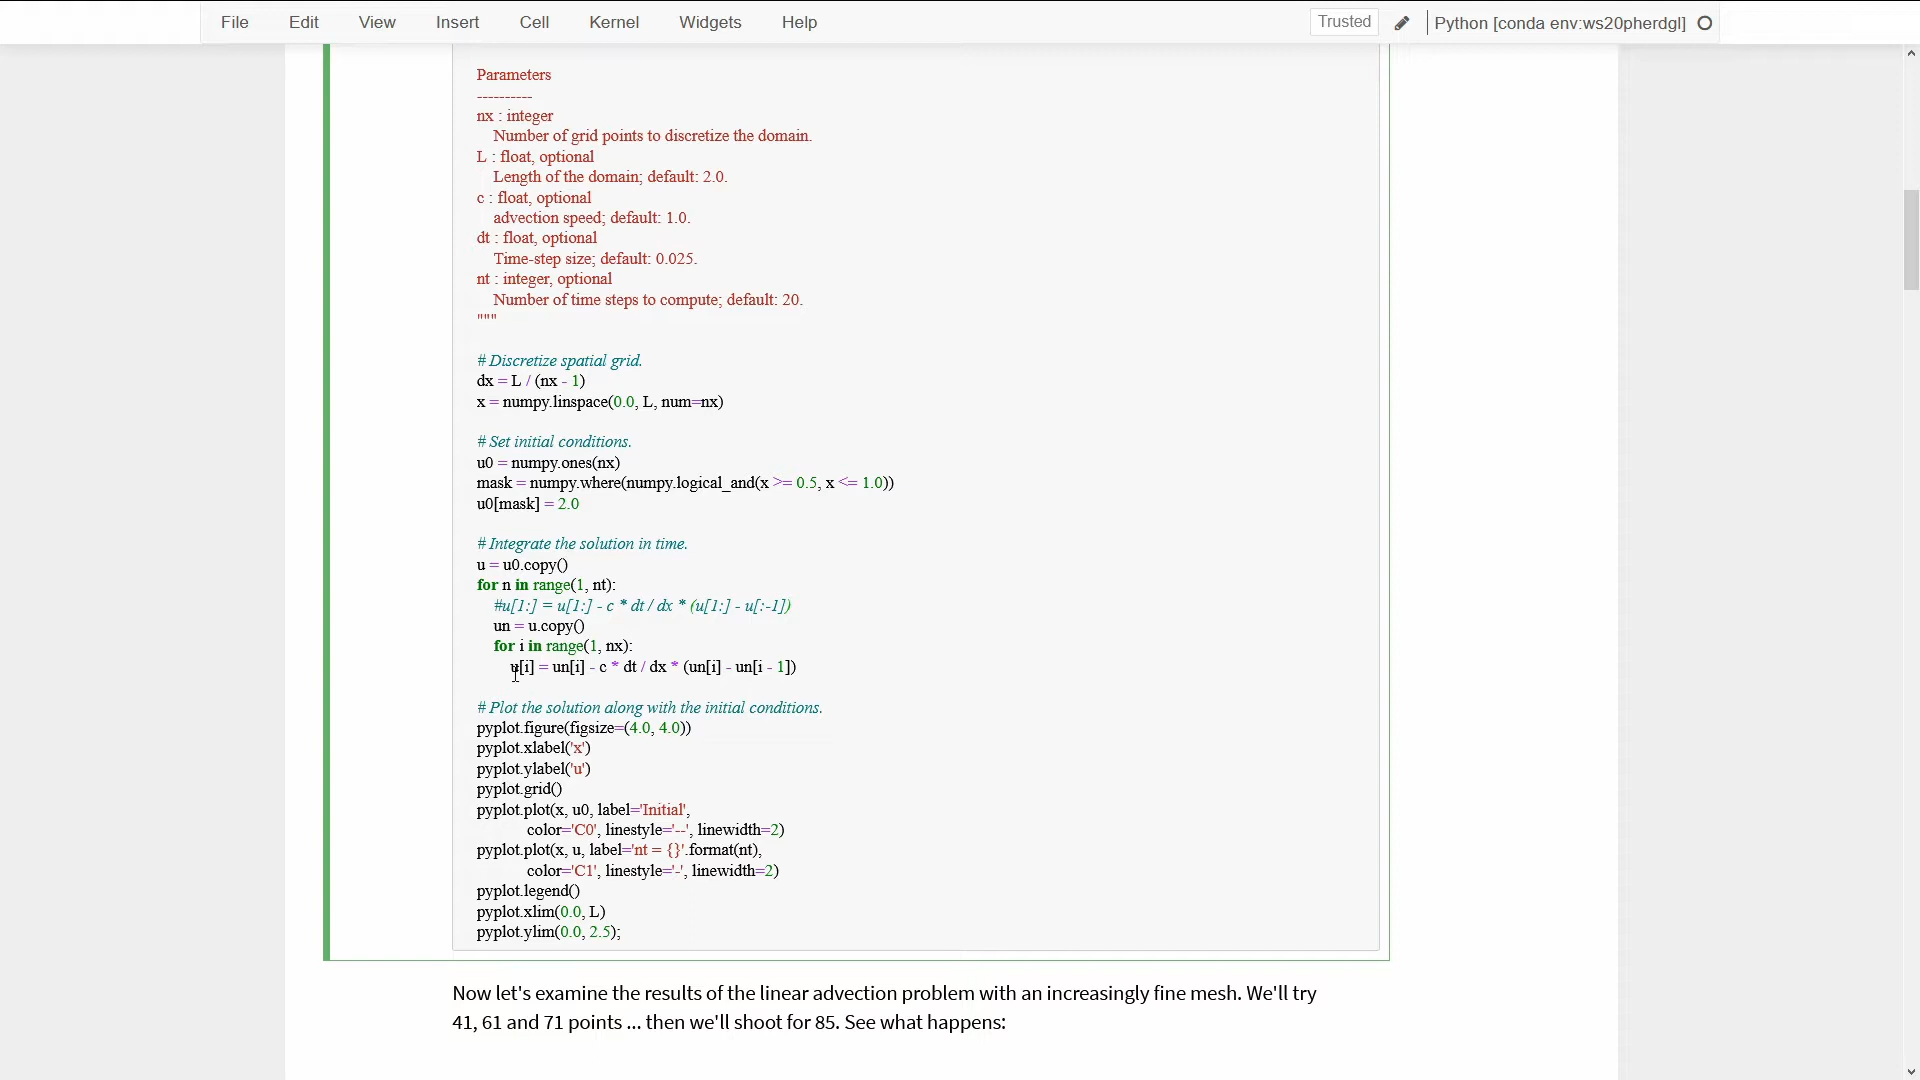 File Edit View Insert Cell Kernel Widgets Help Trusted Python [conda env:ws20pherdgl]
Parameters
----------
nx : integer
Number of grid points to discretize the domain.
L : float, optional
Length of the domain; default: 2.0.
c : float, optional
advection speed; default: 1.0.
dt : float, optional
Time-step size; default: 0.025.
nt : integer, optional
Number of time steps to compute; default: 20.
"""
# Discretize spatial grid.
dx = L / (nx - 1)
x = numpy.linspace(0.0, L, num=nx)
# Set initial conditions.
u0 = numpy.ones(nx)
mask = numpy.where(numpy.logical_and(x >= 0.5, x <= 1.0))
u0[mask] = 2.0
# Integrate the solution in time.
u = u0.copy()
for n in range(1, nt):
#u[1:] = u[1:] - c * dt / dx * (u[1:] - u[:-1])
un = u.copy()
for i in range(1, nx):
u[i] = un[i] - c * dt / dx * (un[i] - un[i - 1])
# Plot the solution along with the initial conditions.
pyplot.figure(figsize=(4.0, 4.0))
pyplot.xlabel('x')
pyplot.ylabel('u')
pyplot.grid()
pyplot.plot(x, u0, label='Initial',
color='C0', linestyle='--', linewidth=2)
pyplot.plot(x, u, label='nt = {}'.format(nt),
color='C1', linestyle='-', linewidth=2)
pyplot.legend()
pyplot.xlim(0.0, L)
pyplot.ylim(0.0, 2.5);
Now let's examine the results of the linear advection problem with an increasingly fine mesh. We'll try
41, 61 and 71 points ... then we'll shoot for 85. See what happens: